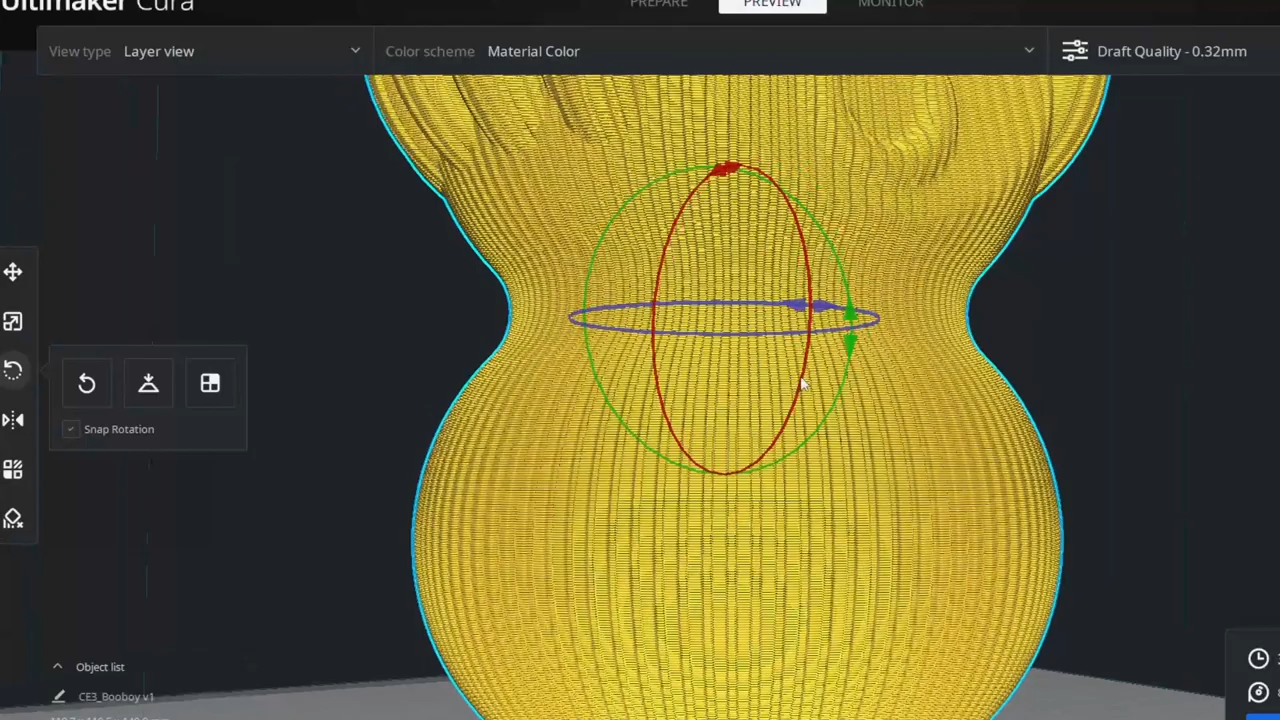 Ultimaker Cura
PREPARE
PREVIEW
MONITOR
View type Layer view
Color scheme Material Color
Draft Quality - 0.32mm
Snap Rotation
Object list
CE3_Booboy v1